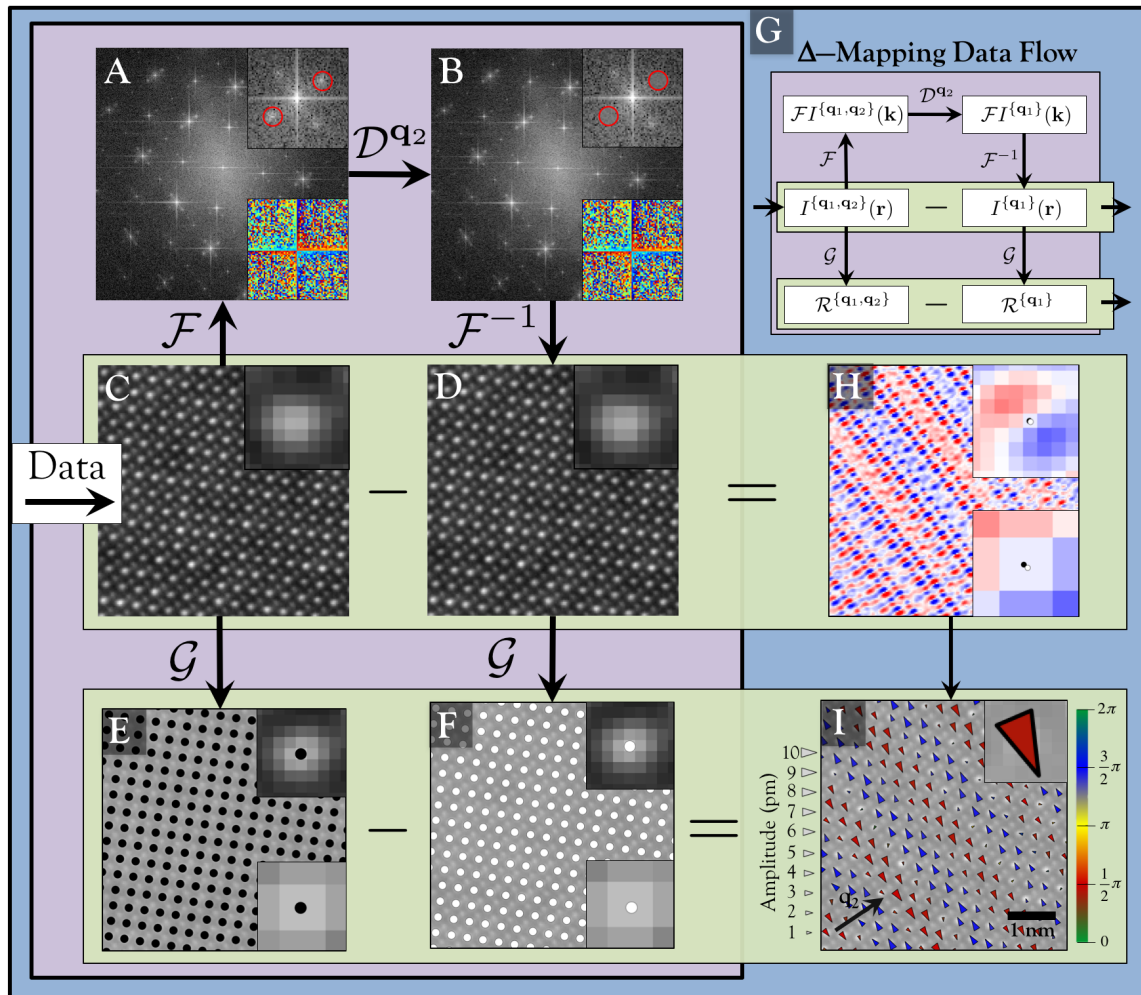 A
B
𝒟^𝐪₂
ℱ
ℱ⁻¹
G
Δ–Mapping Data Flow
ℱI^{𝐪₁,𝐪₂}(𝐤)
𝒟^𝐪₂
ℱI^{𝐪₁}(𝐤)
ℱ
ℱ⁻¹
I^{𝐪₁,𝐪₂}(𝐫)
–
I^{𝐪₁}(𝐫)
𝒢
𝒢
ℛ^{𝐪₁,𝐪₂}
–
ℛ^{𝐪₁}
Data
C
–
D
=
H
𝒢
𝒢
E
–
F
=
I
Amplitude (pm)
10
9
8
7
6
5
4
3
2
1
𝐪₂
1 nm
2π
3/2 π
π
1/2 π
0